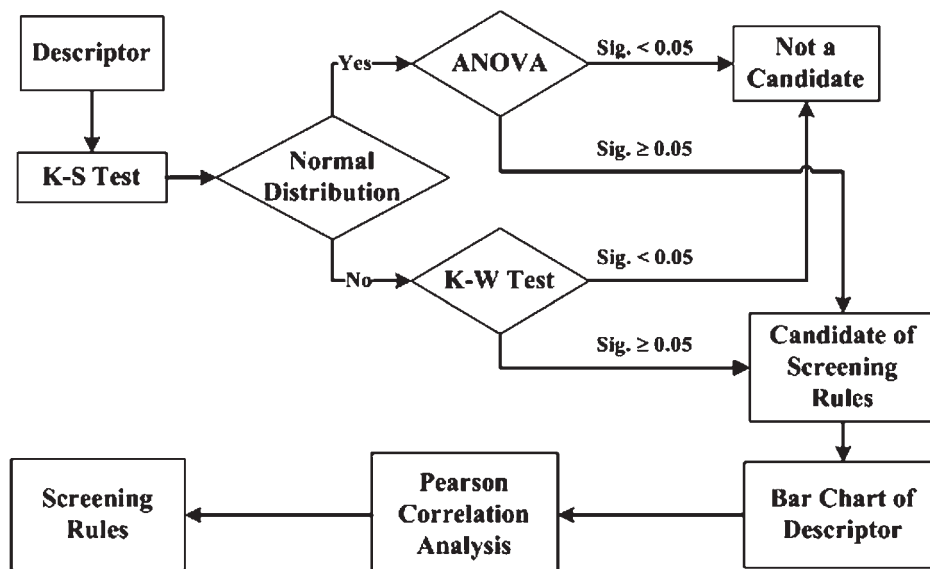 Descriptor
K-S Test
Normal
Distribution
Yes
No
ANOVA
Sig. < 0.05
Not a
Candidate
Sig. ≥ 0.05
K-W Test
Sig. < 0.05
Sig. ≥ 0.05
Candidate of
Screening
Rules
Bar Chart of
Descriptor
Pearson
Correlation
Analysis
Screening
Rules